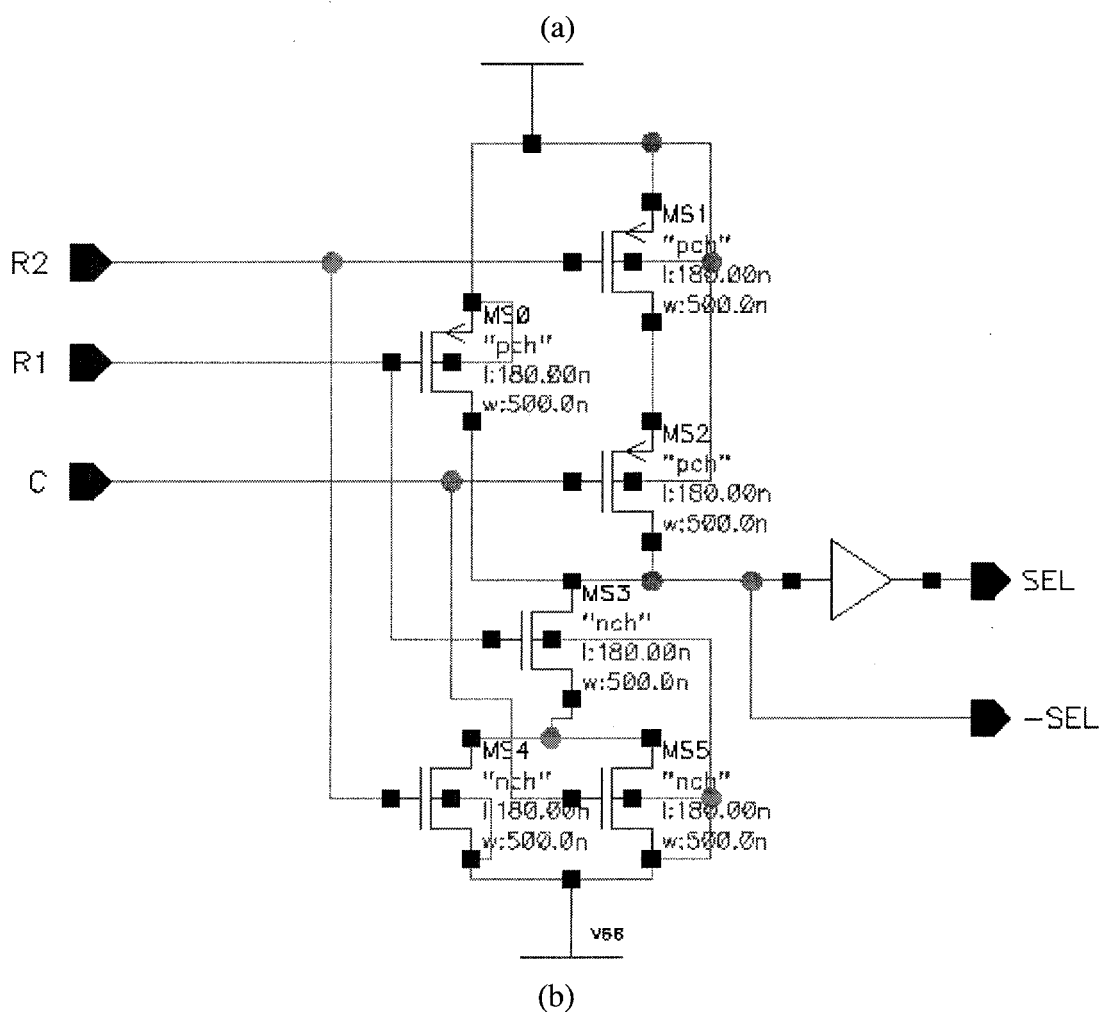 (a)
MS1
"pch"
l:180.00n
w:500.0n
R2
MS0
"pch"
l:180.00n
w:500.0n
R1
MS2
"pch"
l:180.00n
w:500.0n
C
SEL
MS3
"nch"
l:180.00n
w:500.0n
-SEL
MS4
"nch"
l:180.00n
w:500.0n
MS5
"nch"
l:180.00n
w:500.0n
(b)